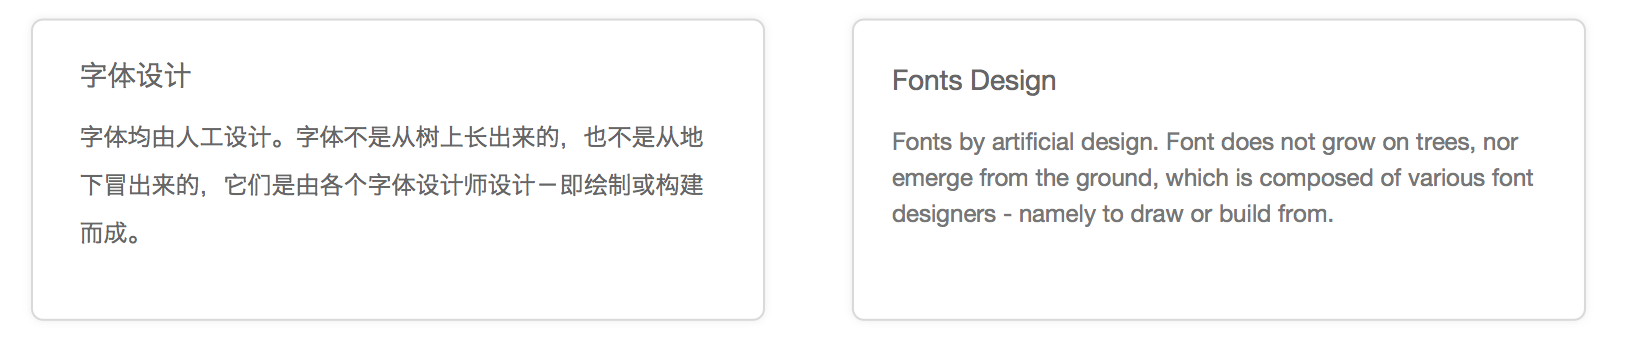 字体设计
字体均由人工设计。字体不是从树上长出来的，也不是从地
下冒出来的，它们是由各个字体设计师设计－即绘制或构建
而成。
Fonts Design
Fonts by artificial design. Font does not grow on trees, nor
emerge from the ground, which is composed of various font
designers - namely to draw or build from.